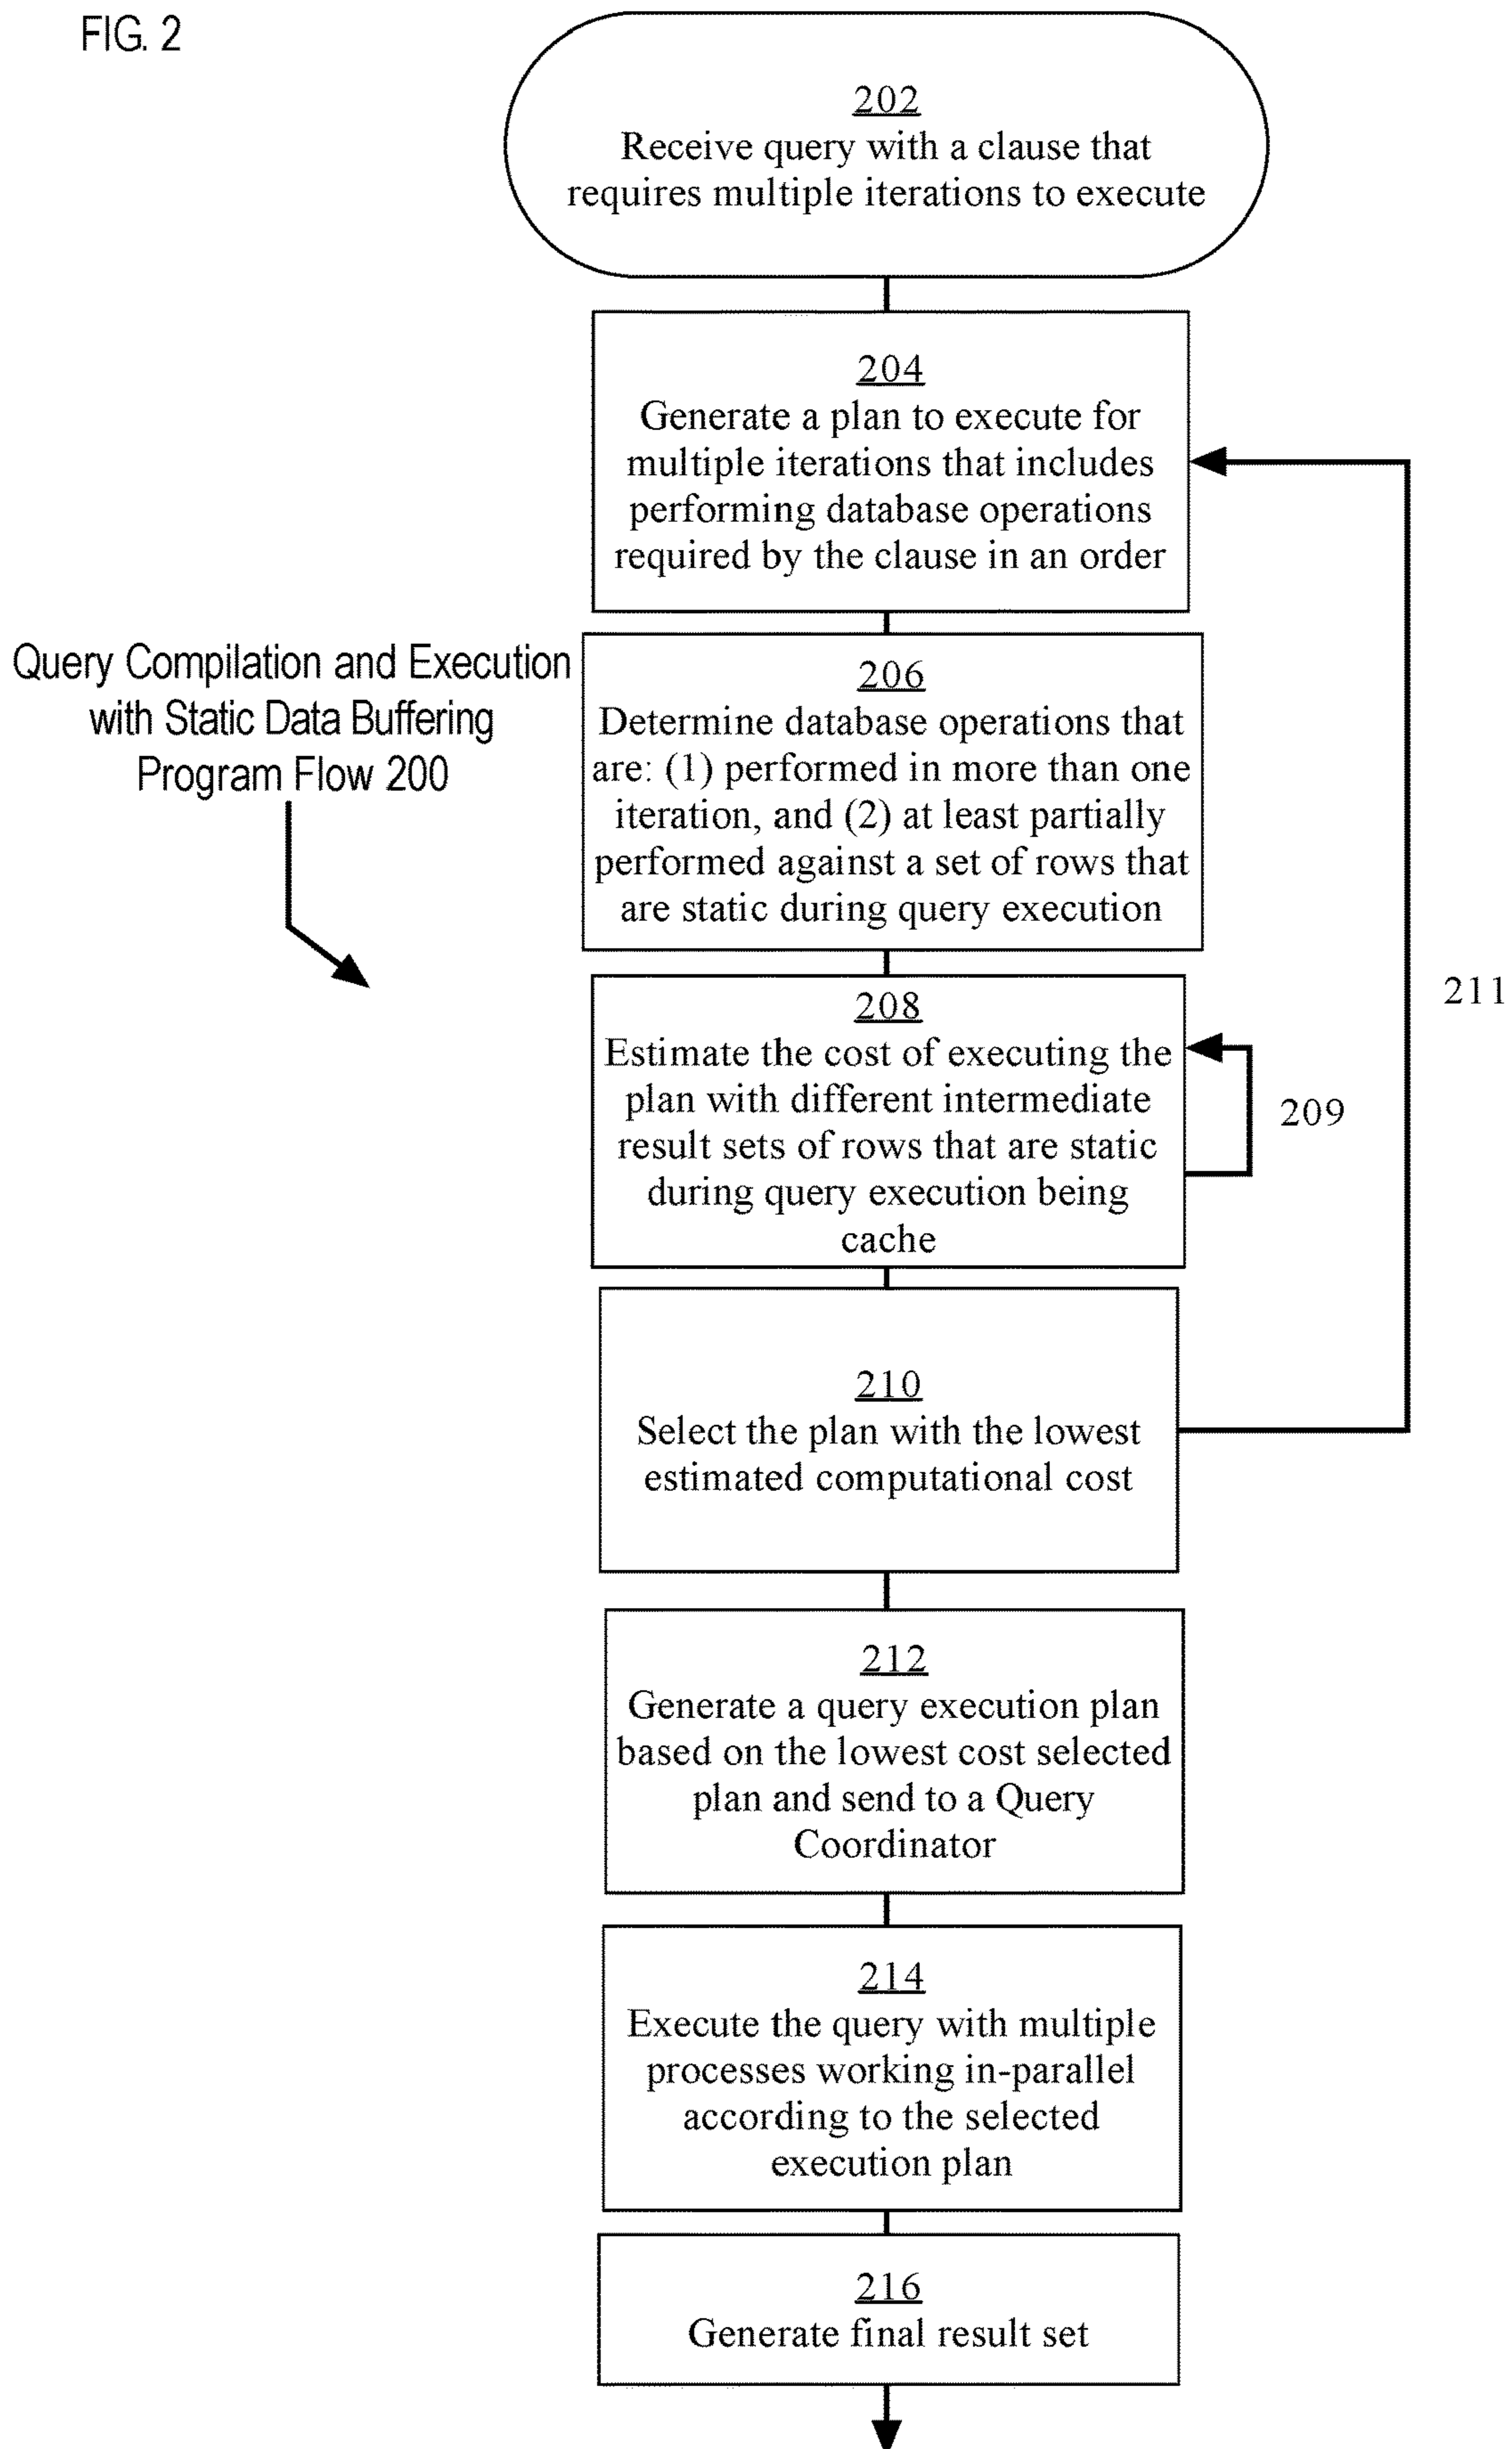 FIG. 2
202
Receive query with a clause that
requires multiple iterations to execute
204
Generate a plan to execute for
multiple iterations that includes
performing database operations
required by the clause in an order
Query Compilation and Execution
with Static Data Buffering
Program Flow 200
206
Determine database operations that
are: (1) performed in more than one
iteration, and (2) at least partially
performed against a set of rows that
are static during query execution
208
Estimate the cost of executing the
plan with different intermediate
result sets of rows that are static
during query execution being
cache
209
211
210
Select the plan with the lowest
estimated computational cost
212
Generate a query execution plan
based on the lowest cost selected
plan and send to a Query
Coordinator
214
Execute the query with multiple
processes working in-parallel
according to the selected
execution plan
216
Generate final result set